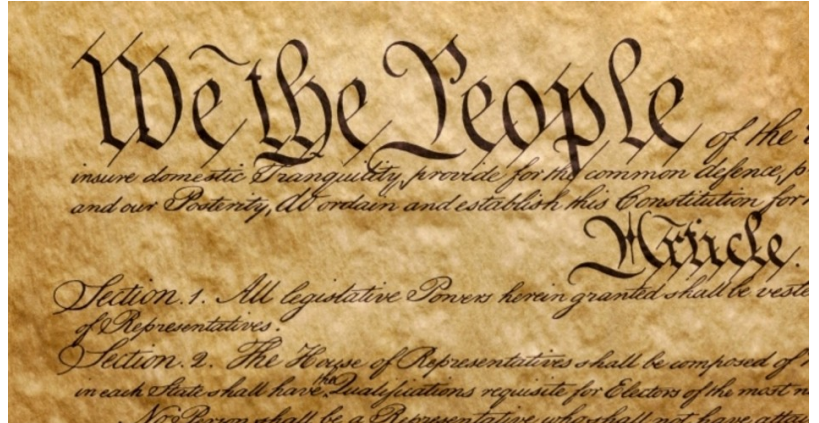 We the People of the
insure domestic Tranquility, provide for the common defence, p
and our Posterity, do ordain and establish this Constitution for
Article.
Section. 1. All legislative Powers herein granted shall be veste
of Representatives.
Section. 2. The House of Representatives shall be composed of
in each State shall have the Qualifications requisite for Electors of the most n
No Person shall be a Representative who shall not have attai